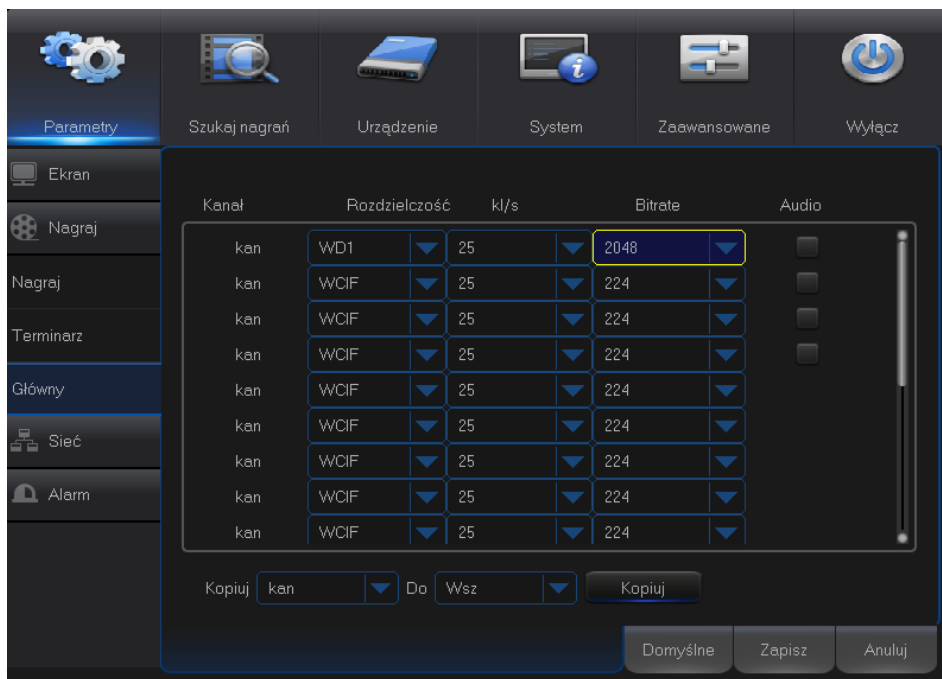 Parametry Szukaj nagrań Urządzenie System Zaawansowane Wyłącz
Ekran
Nagraj
Nagraj
Terminarz
Główny
Sieć
Alarm
Kanał Rozdzielczość kl/s Bitrate Audio
kan WD1 25 2048
kan WCIF 25 224
kan WCIF 25 224
kan WCIF 25 224
kan WCIF 25 224
kan WCIF 25 224
kan WCIF 25 224
kan WCIF 25 224
kan WCIF 25 224
Kopiuj kan Do Wsz Kopiuj
Domyślne Zapisz Anuluj